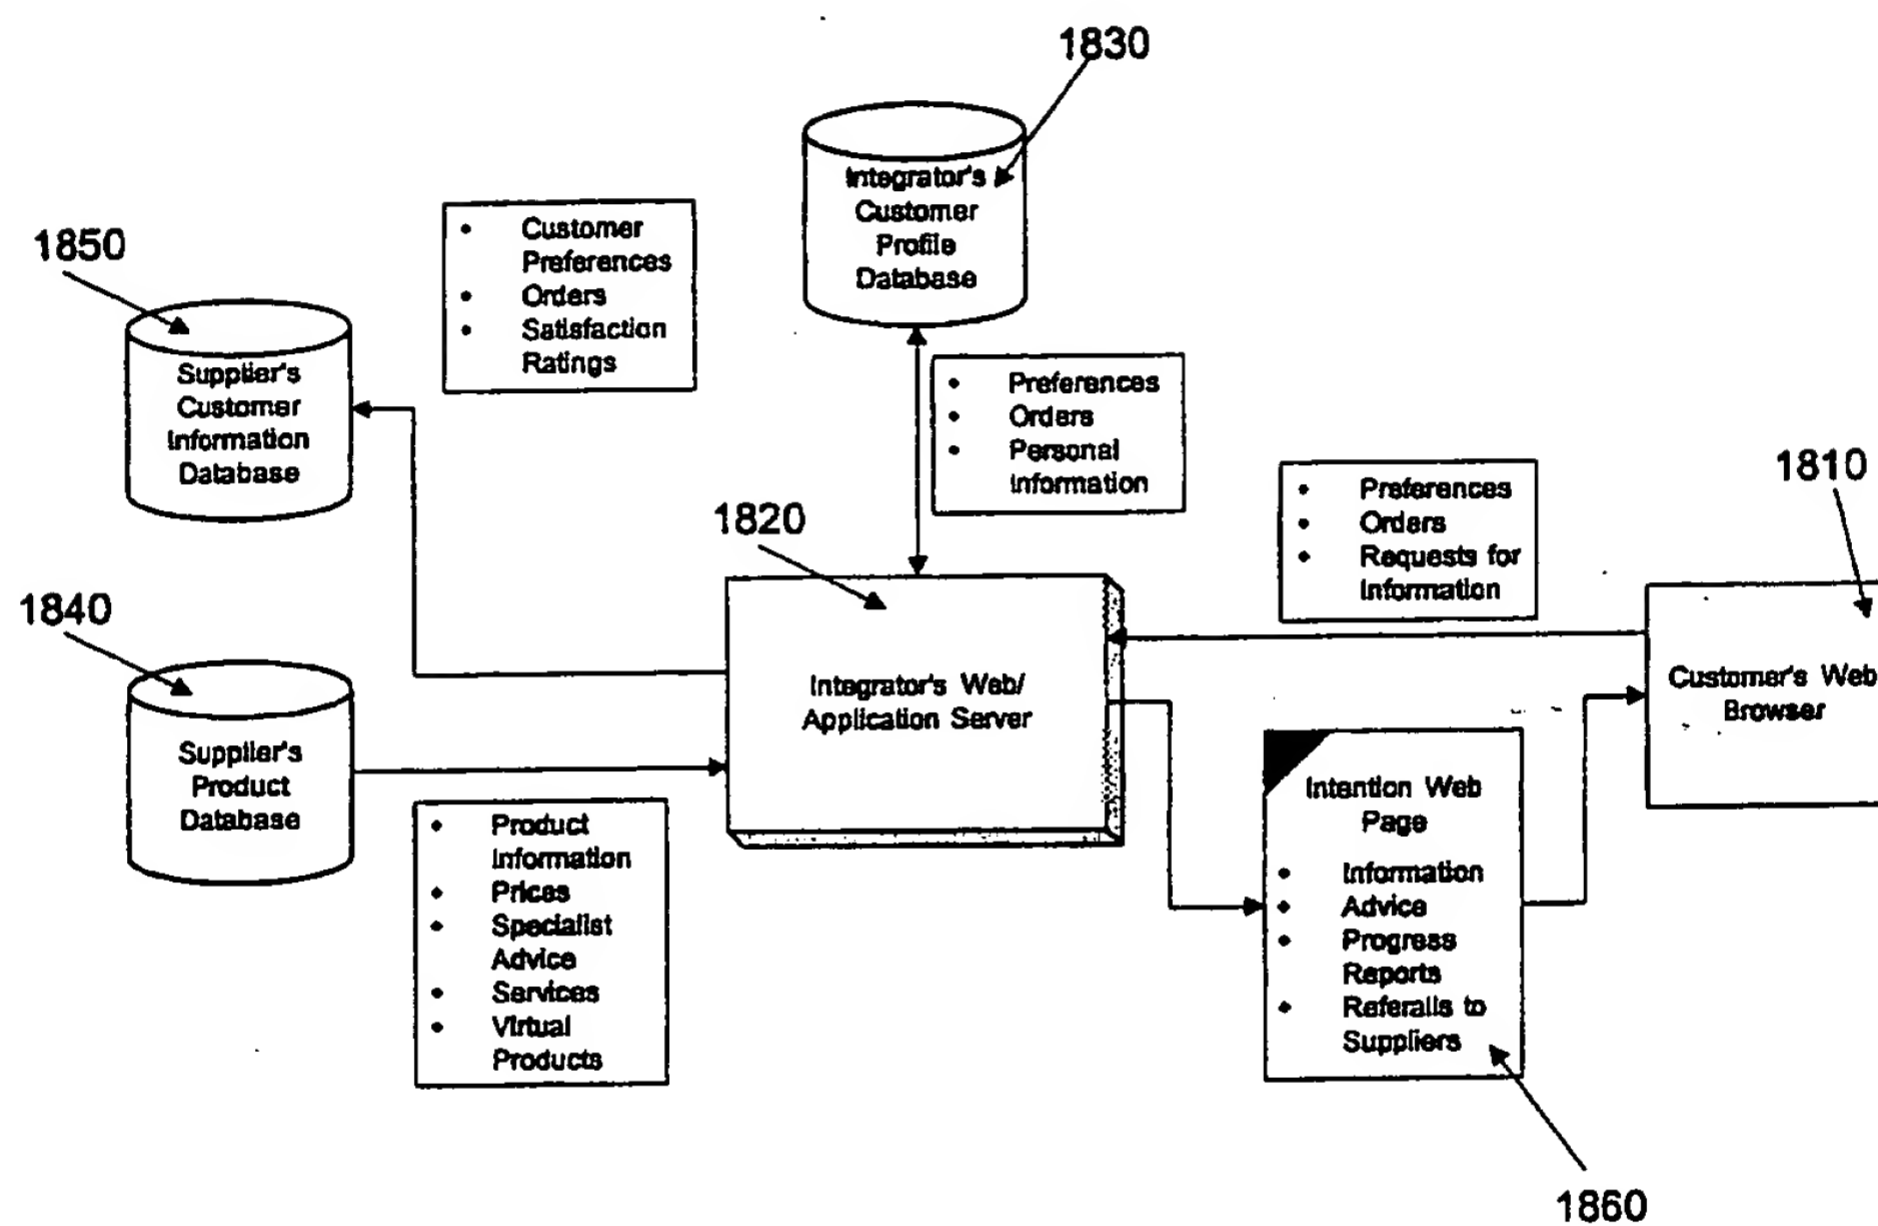 1830
Integrator's
Customer
Profile
Database
1850
• Customer
Preferences
• Orders
• Satisfaction
Ratings
Supplier's
Customer
Information
Database
• Preferences
• Orders
• Personal
Information
1810
• Preferences
• Orders
• Requests for
Information
1820
1840
Integrator's Web/
Application Server
Customer's Web
Browser
Supplier's
Product
Database
• Product
Information
• Prices
• Specialist
Advice
• Services
• Virtual
Products
Intention Web
Page
• Information
• Advice
• Progress
Reports
• Referalls to
Suppliers
1860